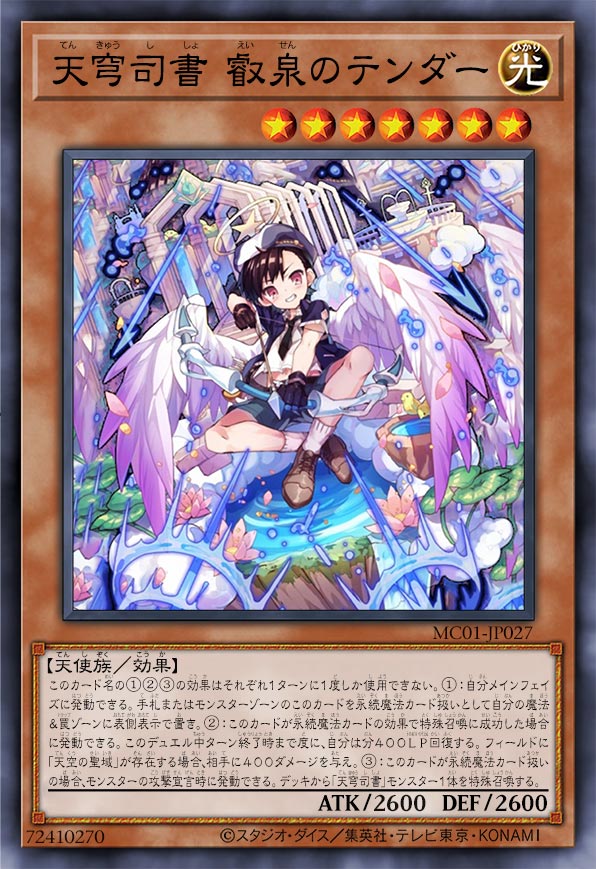 天穹司書 叡泉のテンダー
光
MC01-JP027
【天使族／効果】
このカード名の①②③の効果はそれぞれ1ターンに1度しか使用できない。①:自分メインフェイ
ズに発動できる。手札またはモンスターゾーンのこのカードを永続魔法カード扱いとして自分の魔法
&罠ゾーンに表側表示で置き。②:このカードが永続魔法カードの効果で特殊召喚に成功した場合
に発動できる。このデュエル中ターン終了時まで度に、自分は分400LP回復する。フィールドに
「天空の聖域」が存在する場合、相手に400ダメージを与え。③:このカードが永続魔法カード扱い
の場合、モンスターの攻撃宣言時に発動できる。デッキから「天穹司書」モンスター1体を特殊召喚する。
ATK/2600 DEF/2600
72410270
©スタジオ・ダイス／集英社・テレビ東京・KONAMI